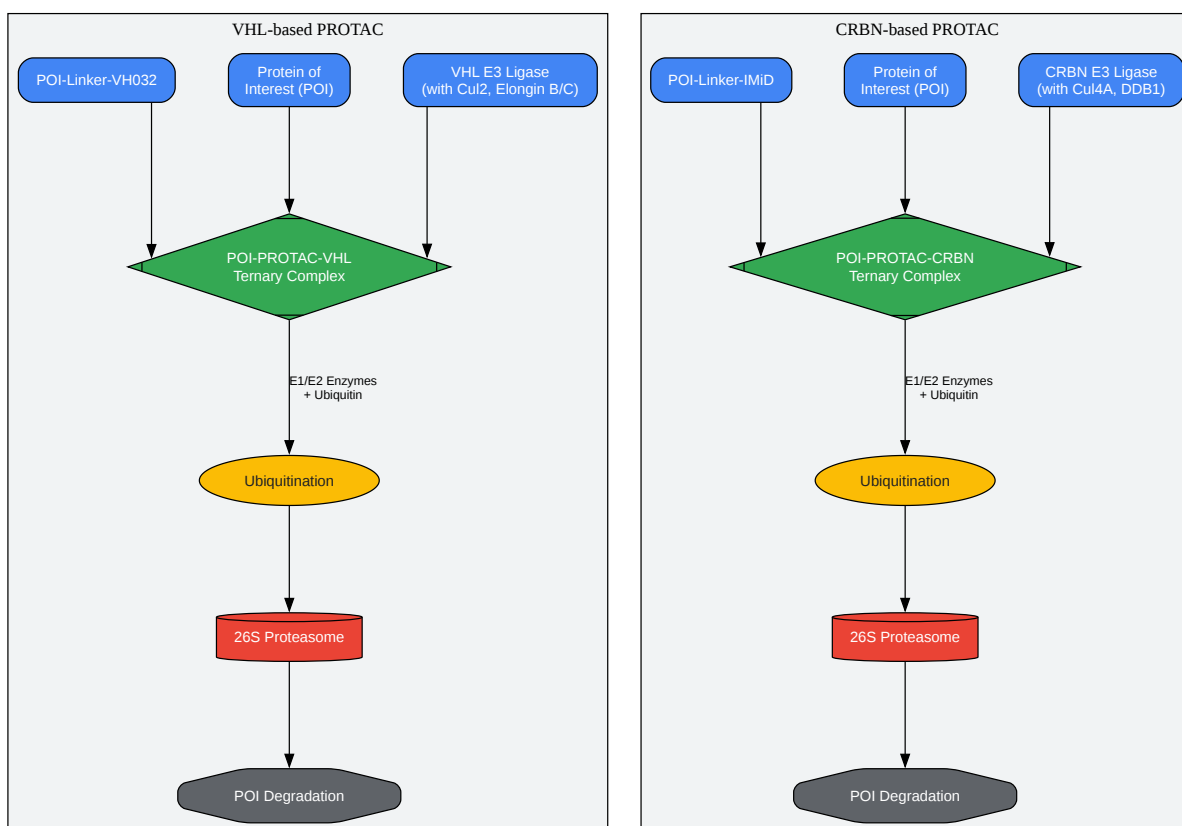 VHL-based PROTAC
POI-Linker-VH032
Protein of
Interest (POI)
VHL E3 Ligase
(with Cul2, Elongin B/C)
POI-PROTAC-VHL
Ternary Complex
E1/E2 Enzymes
+ Ubiquitin
Ubiquitination
26S Proteasome
POI Degradation
CRBN-based PROTAC
POI-Linker-IMiD
Protein of
Interest (POI)
CRBN E3 Ligase
(with Cul4A, DDB1)
POI-PROTAC-CRBN
Ternary Complex
E1/E2 Enzymes
+ Ubiquitin
Ubiquitination
26S Proteasome
POI Degradation